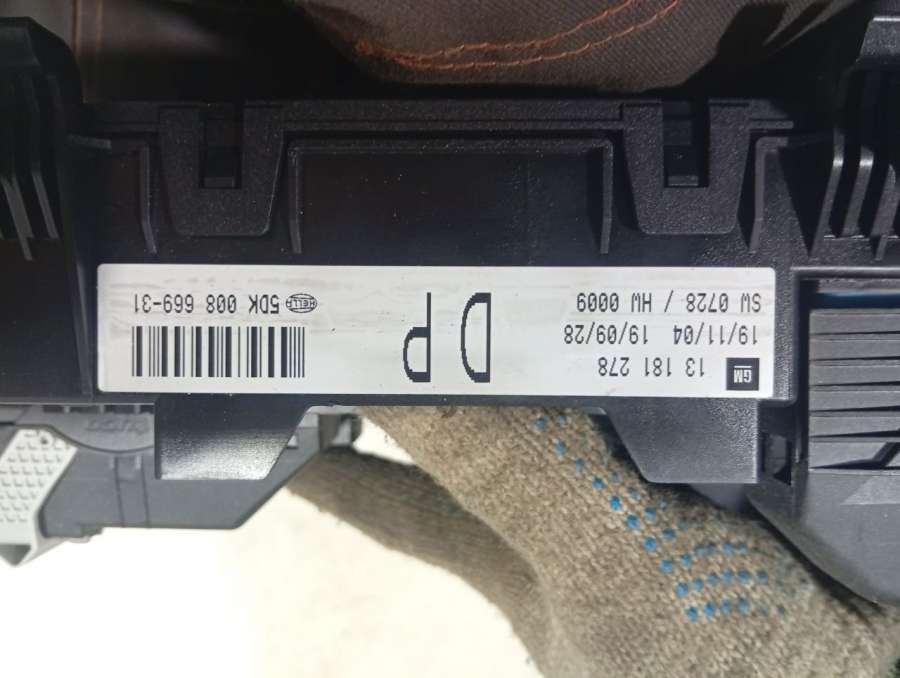 GM 13 181 278
19/11/04 19/09/28
SW 0728 / HW 0009
DP
HELLA 5DK 008 669-31